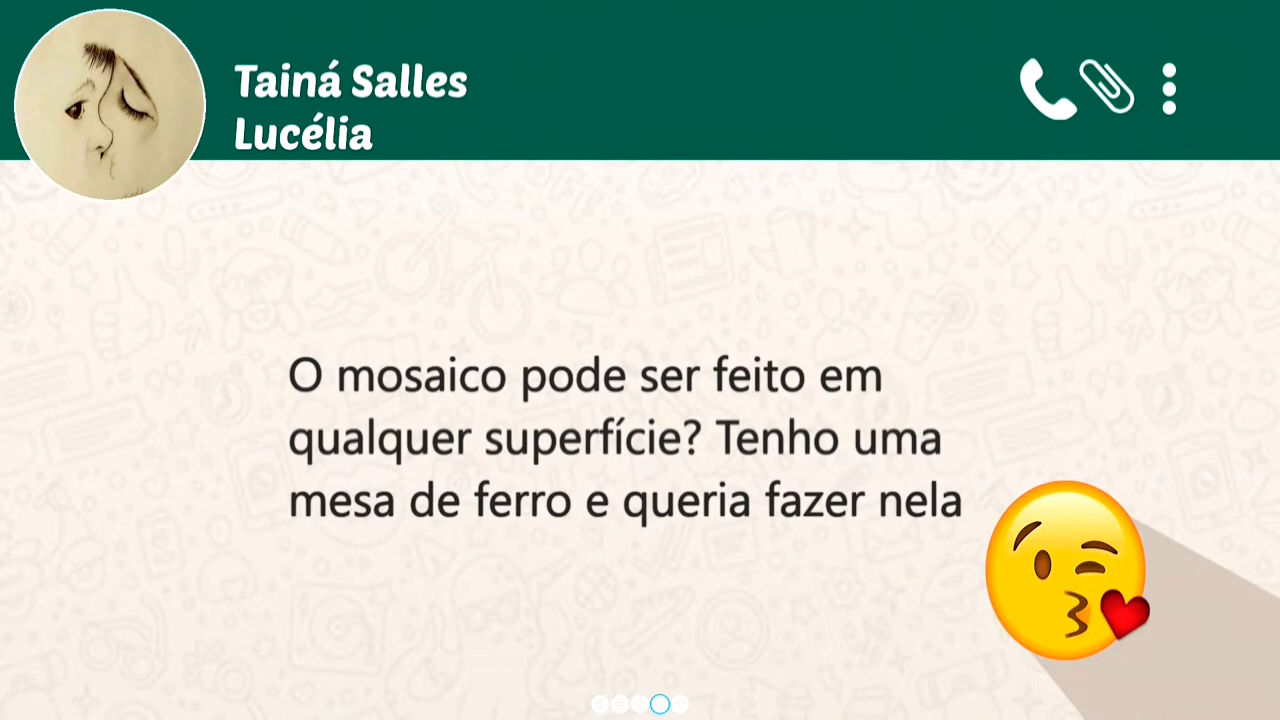 Tainá Salles
Lucélia
O mosaico pode ser feito em
qualquer superfície? Tenho uma
mesa de ferro e queria fazer nela